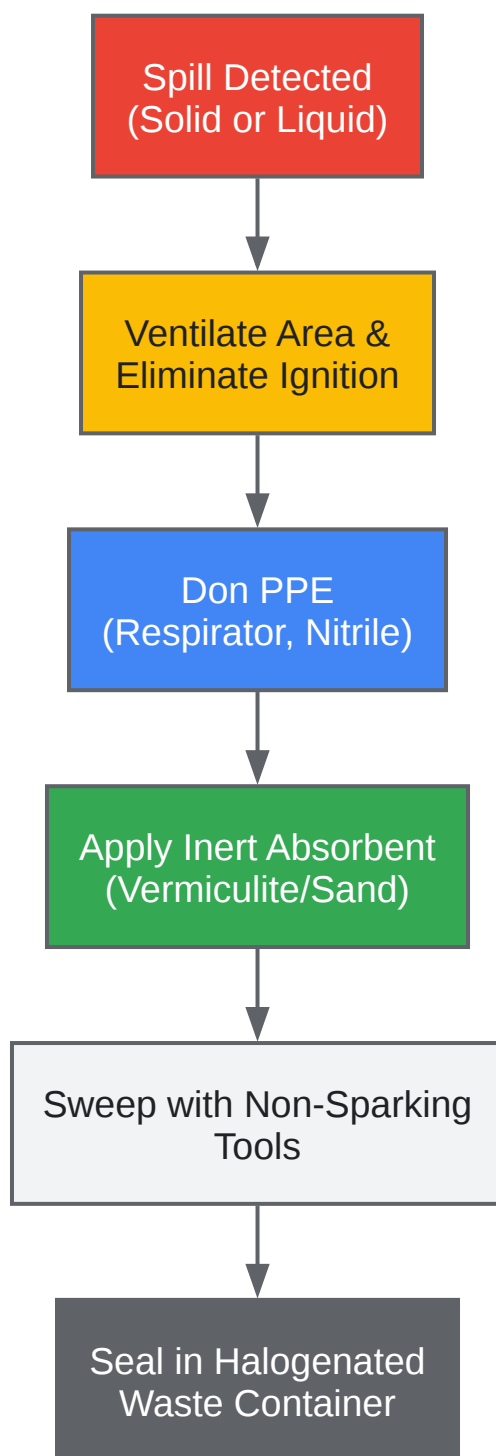 Spill Detected
(Solid or Liquid)
Ventilate Area &
Eliminate Ignition
Don PPE
(Respirator, Nitrile)
Apply Inert Absorbent
(Vermiculite/Sand)
Sweep with Non-Sparking
Tools
Seal in Halogenated
Waste Container